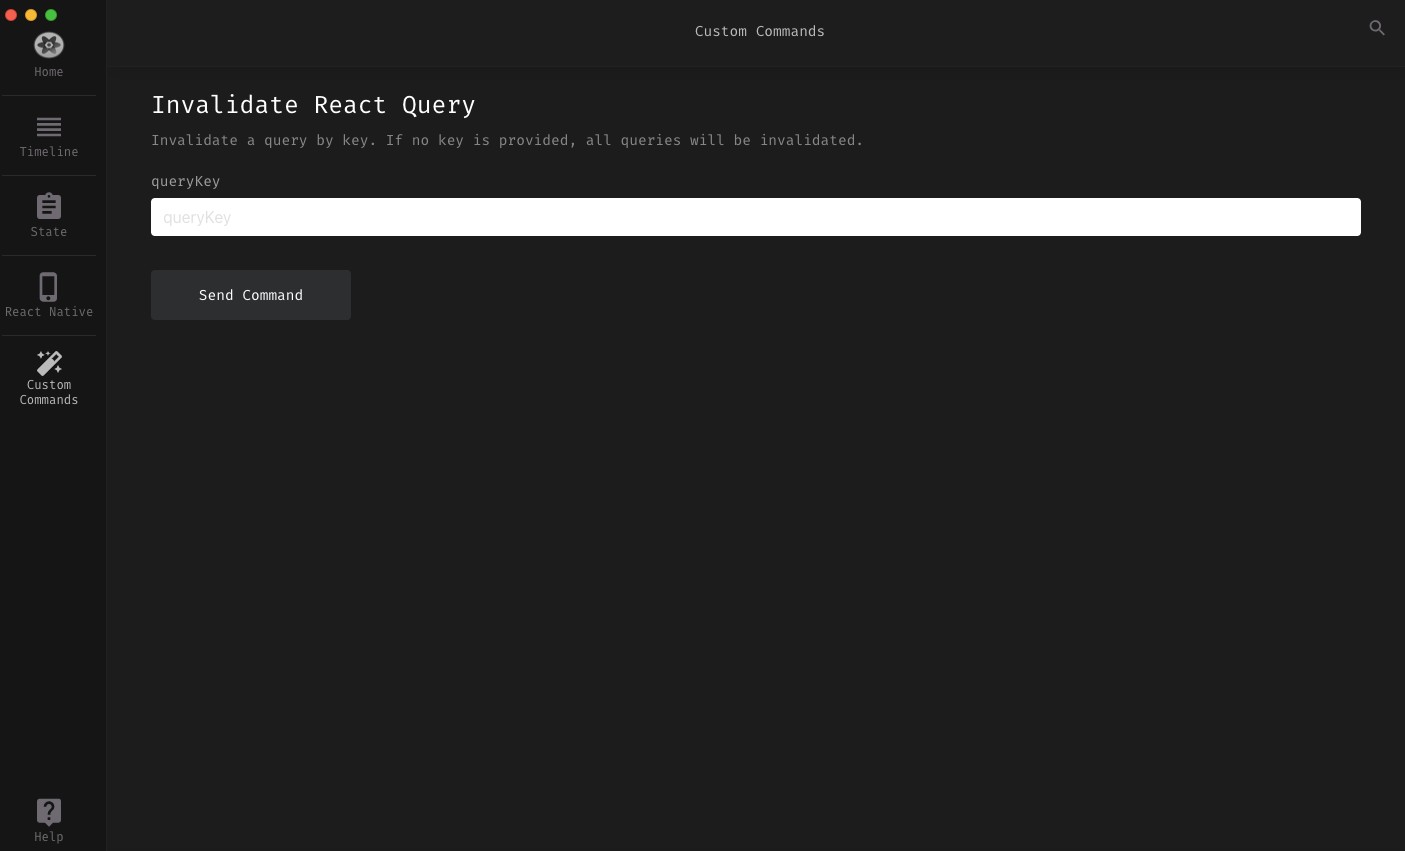 Custom Commands
Home
Timeline
State
React Native
Custom
Commands
Help
Invalidate React Query
Invalidate a query by key. If no key is provided, all queries will be invalidated.
queryKey
queryKey
Send Command